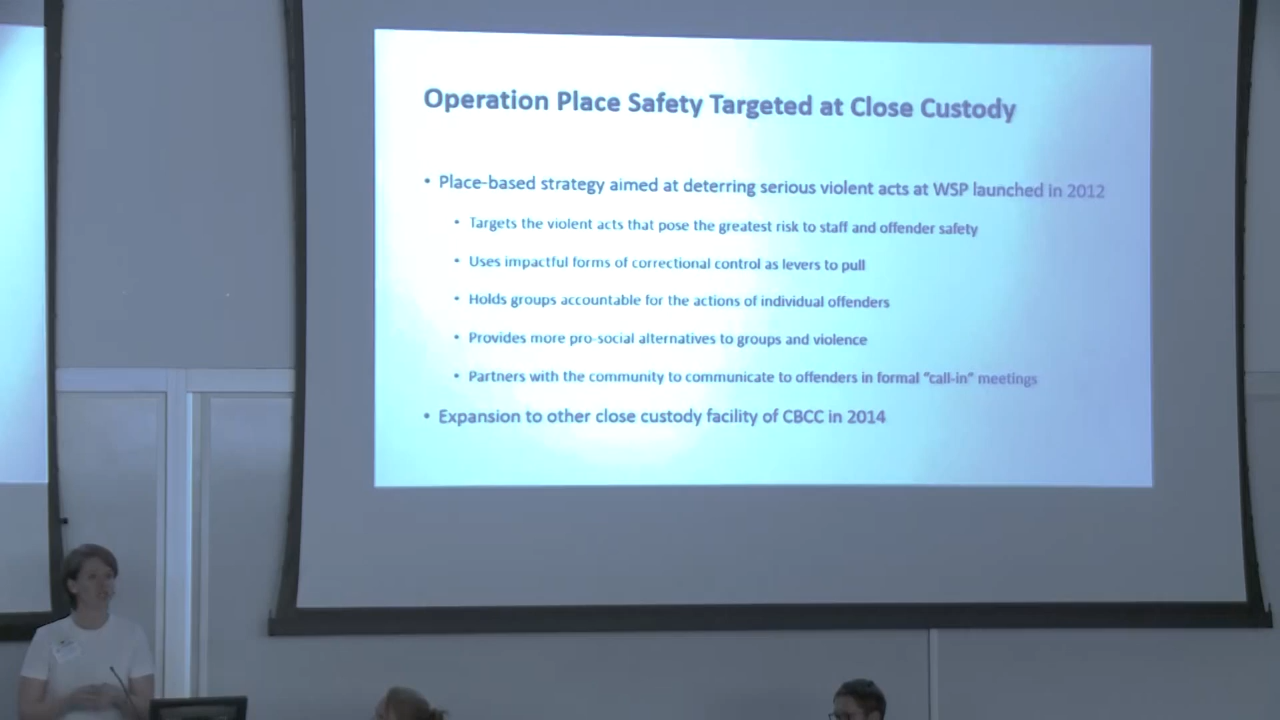 Operation Place Safety Targeted at Close Custody
• Place-based strategy aimed at deterring serious violent acts at WSP launched in 2012
• Targets the violent acts that pose the greatest risk to staff and offender safety
• Uses impactful forms of correctional control as levers to pull
• Holds groups accountable for the actions of individual offenders
• Provides more pro-social alternatives to groups and violence
• Partners with the community to communicate to offenders in formal “call-in” meetings
• Expansion to other close custody facility of CBCC in 2014